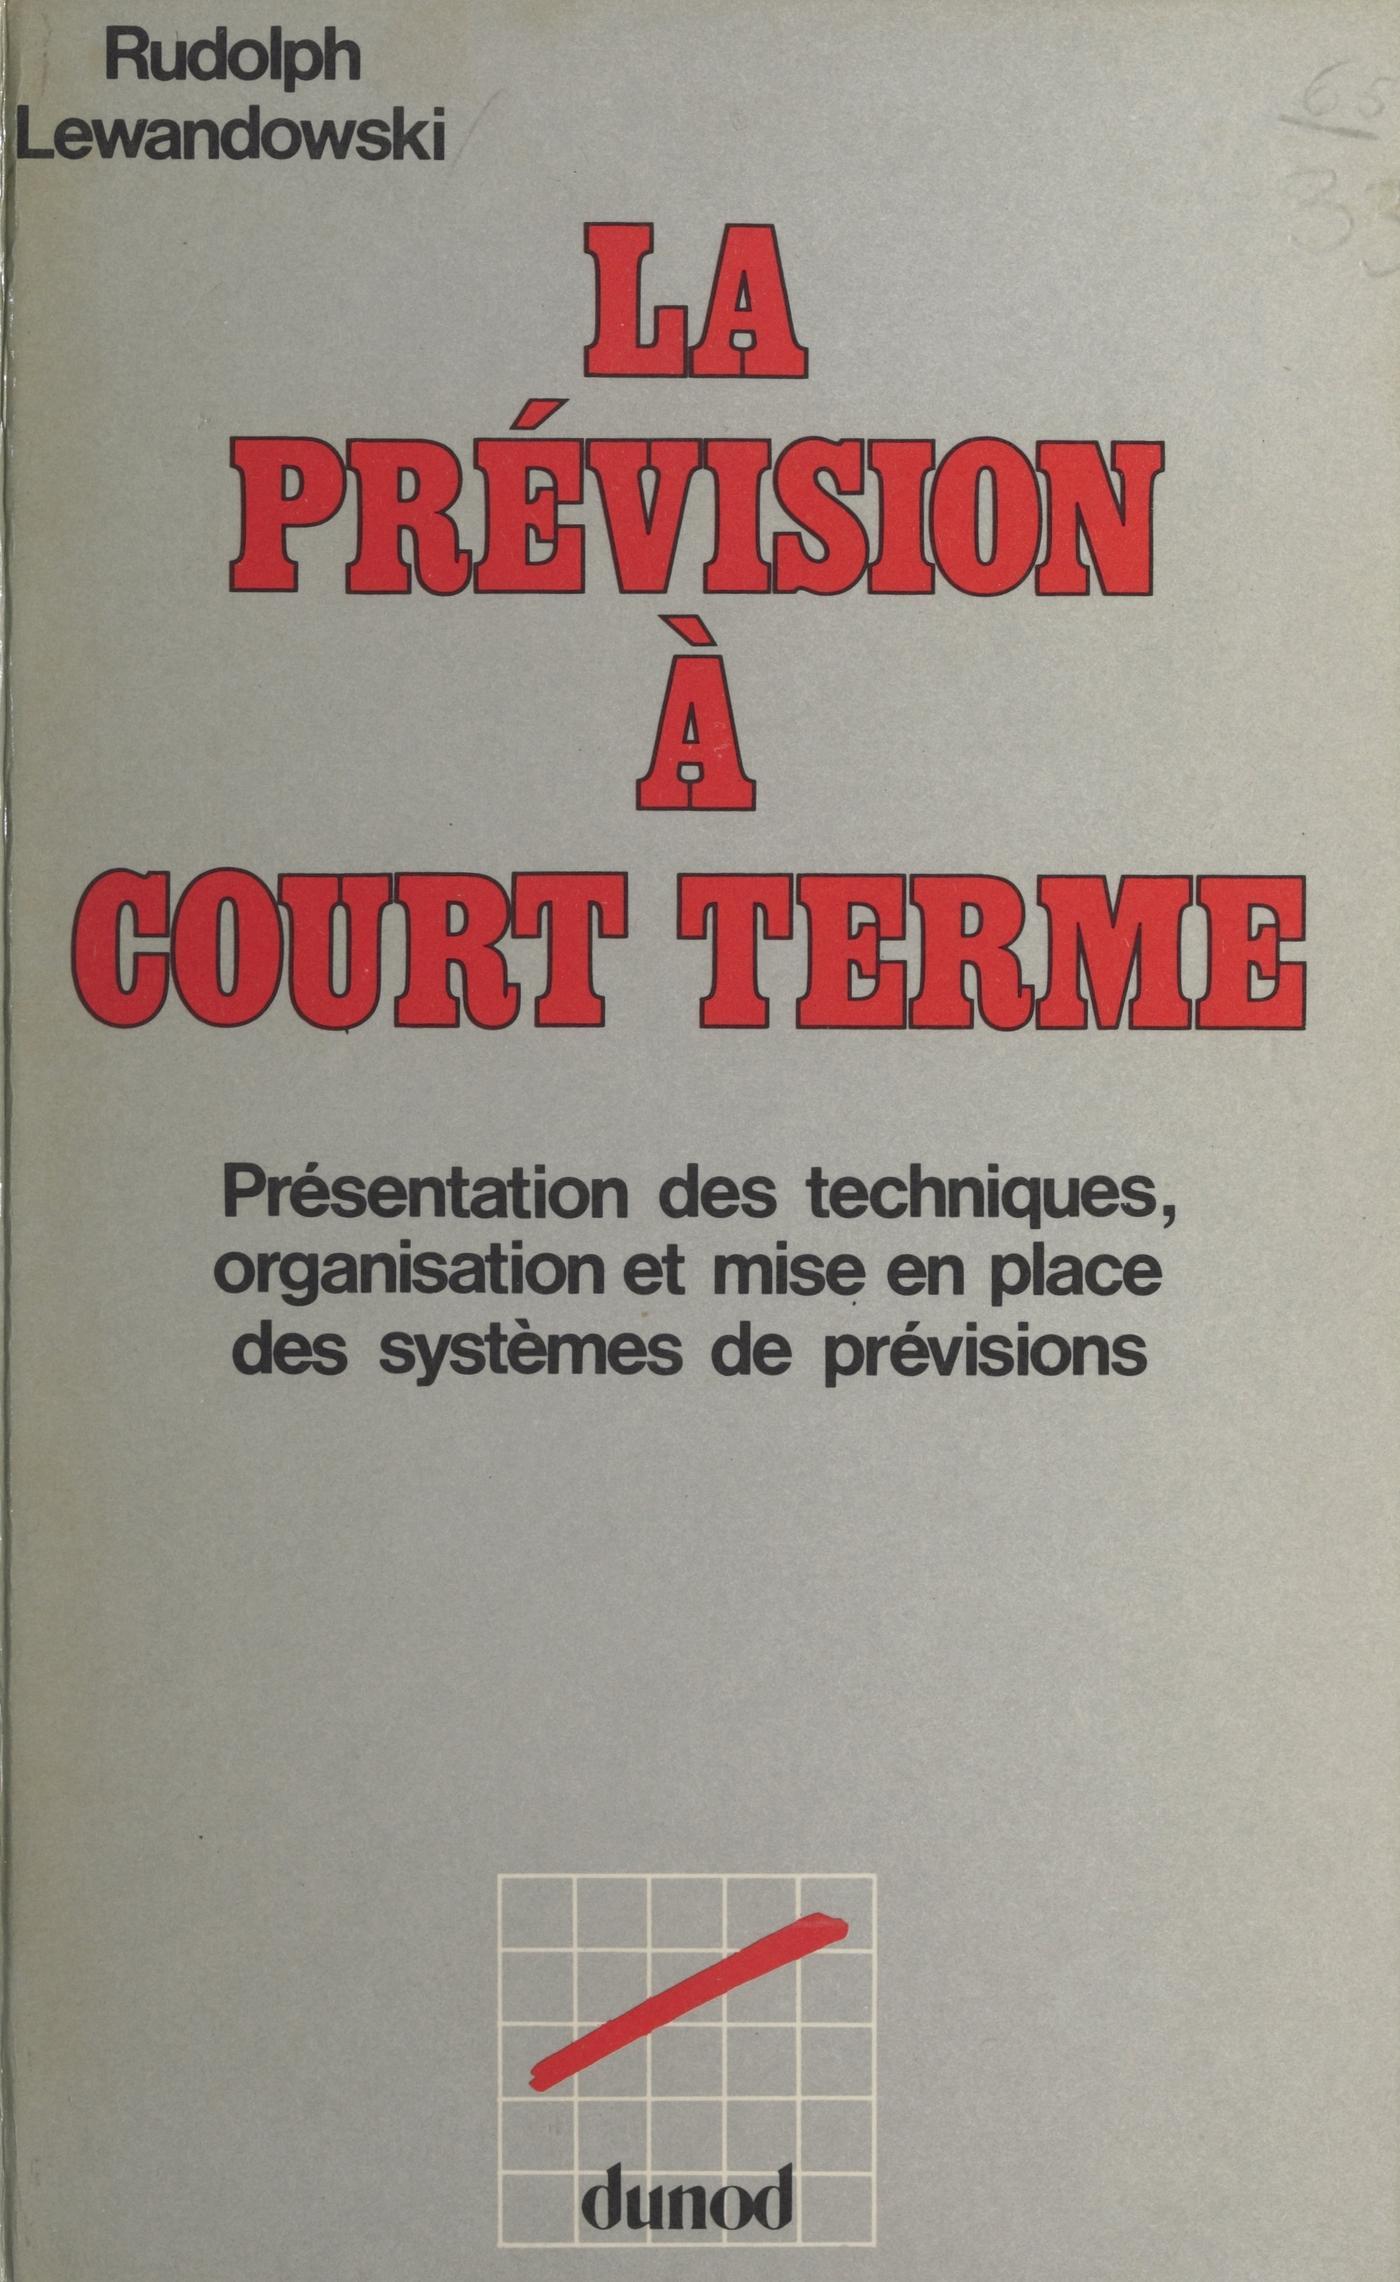 Rudolph
Lewandowski
LA
PRÉVISION
À
COURT TERME
Présentation des techniques,
organisation et mise en place
des systèmes de prévisions
dunod